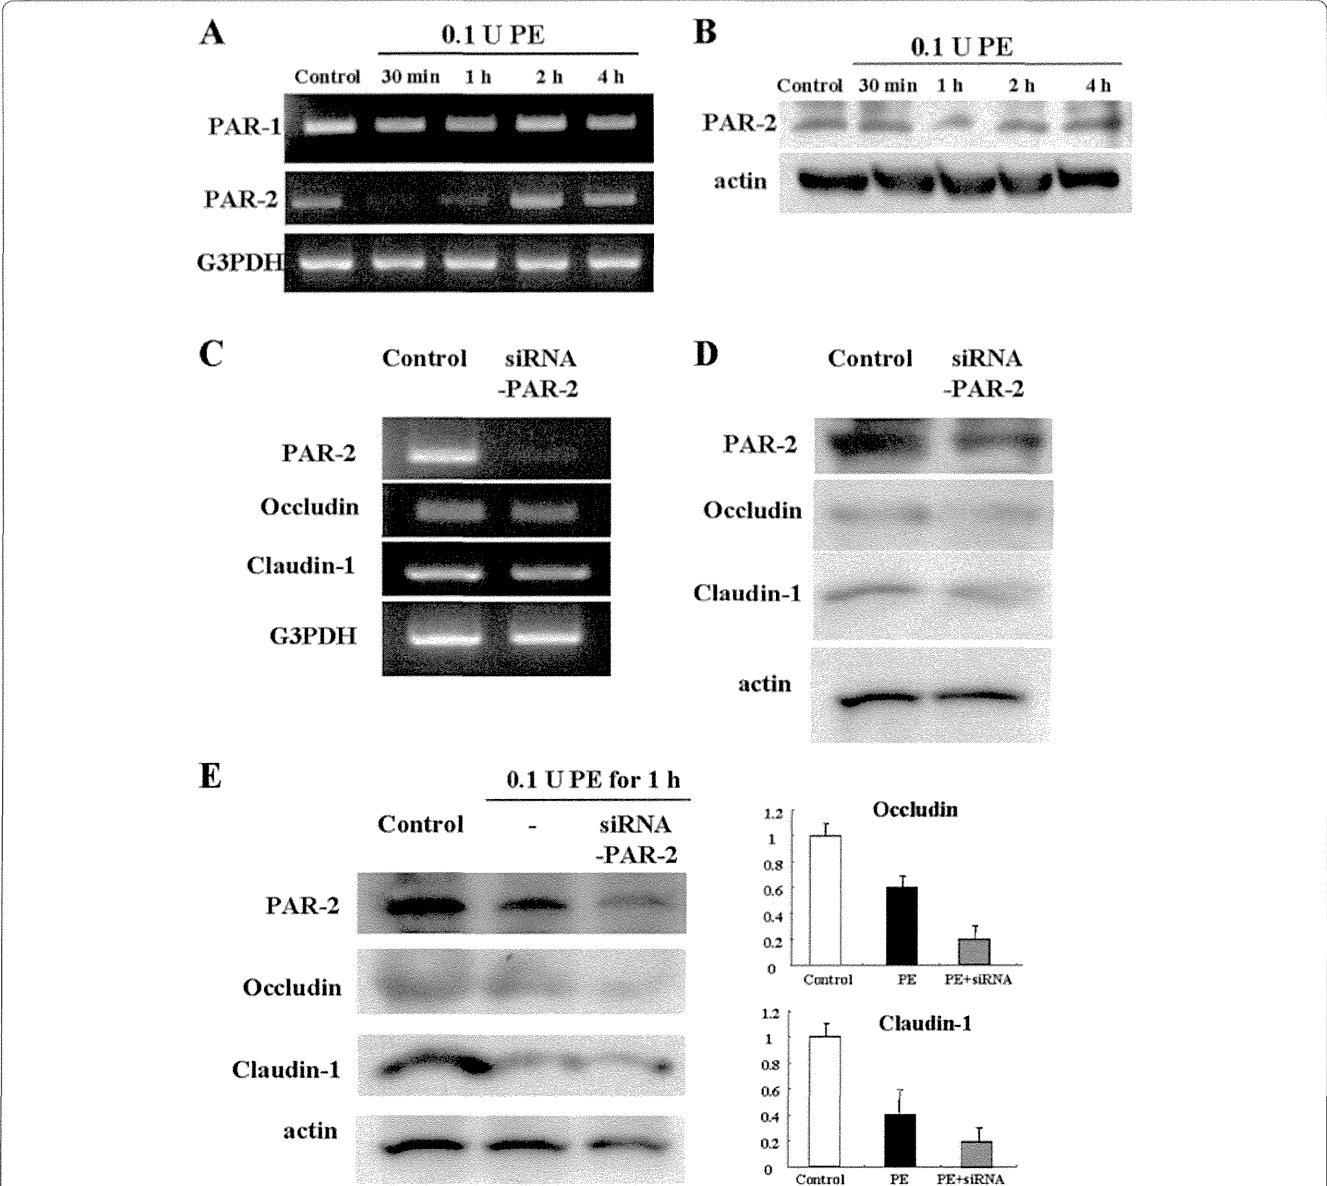 A
0.1 U PE
Control 30 min 1 h 2 h 4 h
PAR-1
PAR-2
G3PDH
B
0.1 U PE
Control 30 min 1 h 2 h 4 h
PAR-2
actin
C
Control siRNA
-PAR-2
PAR-2
Occludin
Claudin-1
G3PDH
D
Control siRNA
-PAR-2
PAR-2
Occludin
Claudin-1
actin
E
0.1 U PE for 1 h
Control - siRNA
-PAR-2
PAR-2
Occludin
Claudin-1
actin
Occludin
1.2
1
0.8
0.6
0.4
0.2
0
Control PE PE+siRNA
Claudin-1
1.2
1
0.8
0.6
0.4
0.2
0
Control PE PE+siRNA